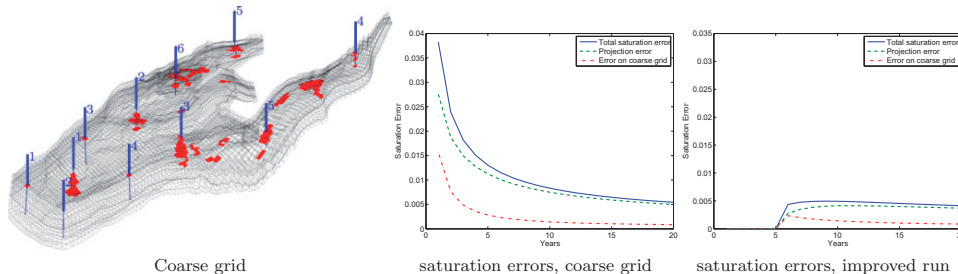 5
4
6
2
5
3
3
1
4
1
2
Coarse grid
0.04
0.035
0.03
0.025
0.02
0.015
0.01
0.005
0
0
5
10
15
20
Saturation Error
Years
Total saturation error
Projection error
Error on coarse grid
saturation errors, coarse grid
0.035
0.03
0.025
0.02
0.015
0.01
0.005
0
0
5
10
15
20
Saturation Error
Years
Total saturation error
Projection error
Error on coarse grid
saturation errors, improved run